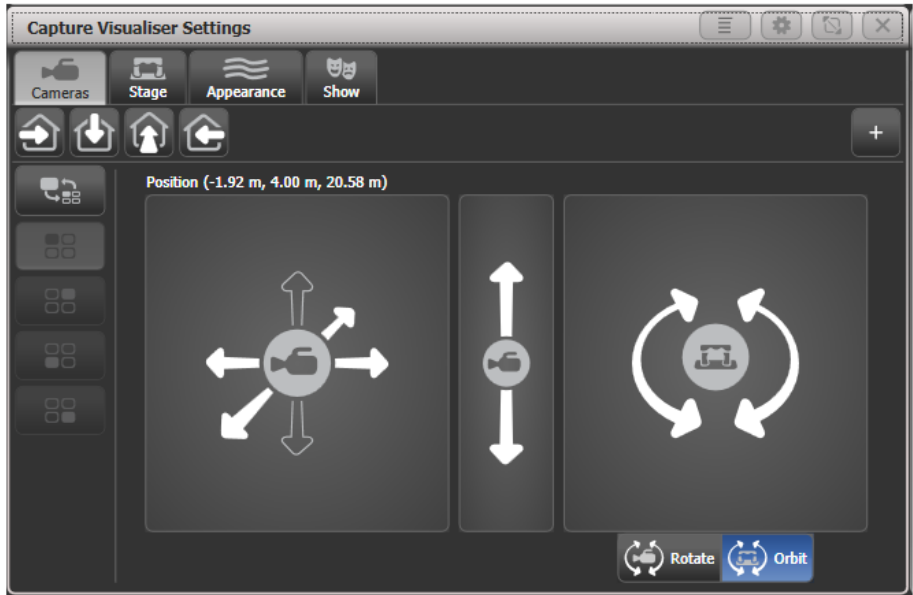 Capture Visualiser Settings
Cameras Stage Appearance Show
+
Position (-1.92 m, 4.00 m, 20.58 m)
Rotate Orbit